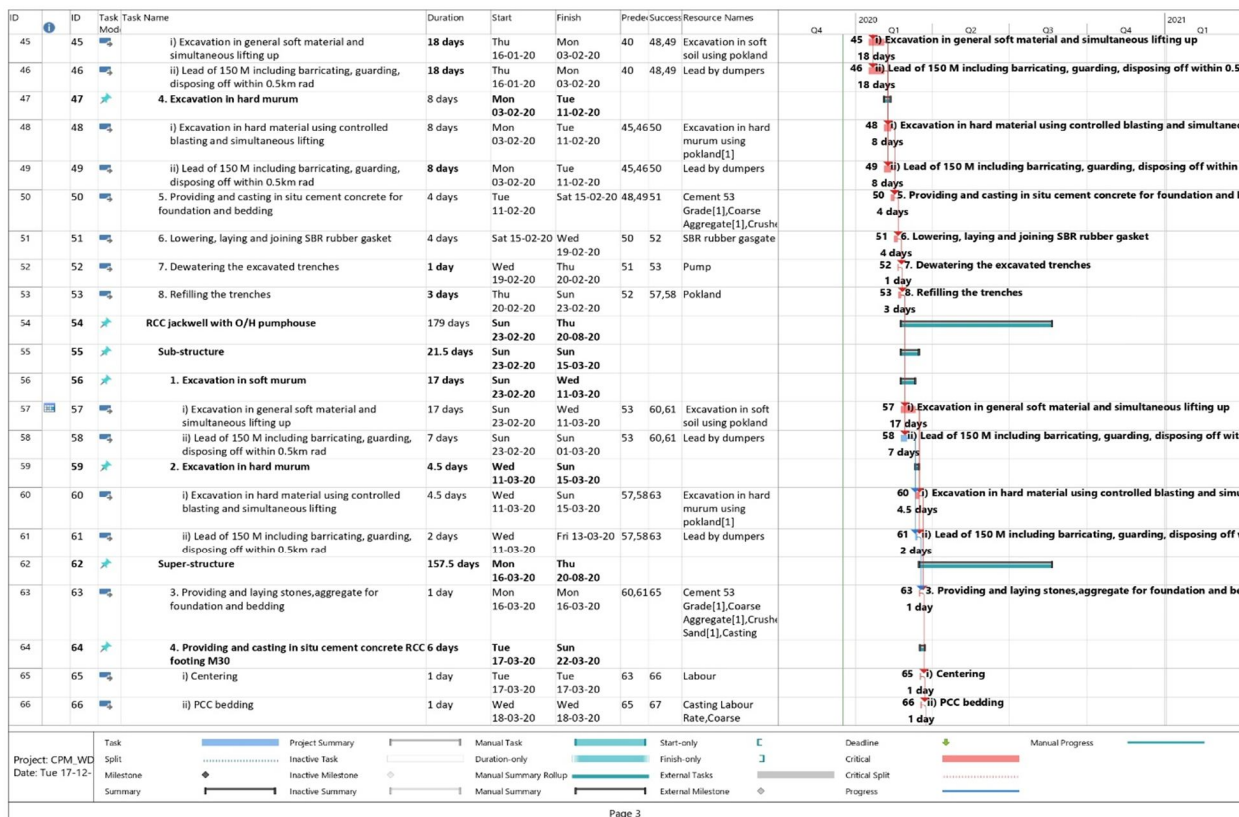 ID ID Task Mode Task Name Duration Start Finish Prede Success Resource Names Q4 2020 Q1 Q2 Q3 Q4 2021 Q1
45 45 i) Excavation in general soft material and simultaneous lifting up 18 days Thu 16-01-20 Mon 03-02-20 40 48,49 Excavation in soft soil using pokland 45 i) Excavation in general soft material and simultaneous lifting up
18 days
46 46 ii) Lead of 150 M including barricating, guarding, disposing off within 0.5km rad 18 days Thu 16-01-20 Mon 03-02-20 40 48,49 Lead by dumpers 46 ii) Lead of 150 M including barricating, guarding, disposing off within 0.5
18 days
47 47 4. Excavation in hard murum 8 days Mon 03-02-20 Tue 11-02-20
48 48 i) Excavation in hard material using controlled blasting and simultaneous lifting 8 days Mon 03-02-20 Tue 11-02-20 45,46 50 Excavation in hard murum using pokland[1] 48 i) Excavation in hard material using controlled blasting and simultaneo
8 days
49 49 ii) Lead of 150 M including barricating, guarding, disposing off within 0.5km rad 8 days Mon 03-02-20 Tue 11-02-20 45,46 50 Lead by dumpers 49 ii) Lead of 150 M including barricating, guarding, disposing off within
8 days
50 50 5. Providing and casting in situ cement concrete for foundation and bedding 4 days Tue 11-02-20 Sat 15-02-20 48,49 51 Cement 53 Grade[1],Coarse Aggregate[1],Crushe 50 5. Providing and casting in situ cement concrete for foundation and
4 days
51 51 6. Lowering, laying and joining SBR rubber gasket 4 days Sat 15-02-20 Wed 19-02-20 50 52 SBR rubber gasgate 51 6. Lowering, laying and joining SBR rubber gasket
4 days
52 52 7. Dewatering the excavated trenches 1 day Wed 19-02-20 Thu 20-02-20 51 53 Pump 52 7. Dewatering the excavated trenches
1 day
53 53 8. Refilling the trenches 3 days Thu 20-02-20 Sun 23-02-20 52 57,58 Pokland 53 8. Refilling the trenches
3 days
54 54 RCC jackwell with O/H pumphouse 179 days Sun 23-02-20 Thu 20-08-20
55 55 Sub-structure 21.5 days Sun 23-02-20 Sun 15-03-20
56 56 1. Excavation in soft murum 17 days Sun 23-02-20 Wed 11-03-20
57 57 i) Excavation in general soft material and simultaneous lifting up 17 days Sun 23-02-20 Wed 11-03-20 53 60,61 Excavation in soft soil using pokland 57 i) Excavation in general soft material and simultaneous lifting up
17 days
58 58 ii) Lead of 150 M including barricating, guarding, disposing off within 0.5km rad 7 days Sun 23-02-20 Sun 01-03-20 53 60,61 Lead by dumpers 58 ii) Lead of 150 M including barricating, guarding, disposing off wit
7 days
59 59 2. Excavation in hard murum 4.5 days Wed 11-03-20 Sun 15-03-20
60 60 i) Excavation in hard material using controlled blasting and simultaneous lifting 4.5 days Wed 11-03-20 Sun 15-03-20 57,58 63 Excavation in hard murum using pokland[1] 60 i) Excavation in hard material using controlled blasting and simu
4.5 days
61 61 ii) Lead of 150 M including barricating, guarding, disposing off within 0.5km rad 2 days Wed 11-03-20 Fri 13-03-20 57,58 63 Lead by dumpers 61 ii) Lead of 150 M including barricating, guarding, disposing off
2 days
62 62 Super-structure 157.5 days Mon 16-03-20 Thu 20-08-20
63 63 3. Providing and laying stones,aggregate for foundation and bedding 1 day Mon 16-03-20 Mon 16-03-20 60,61 65 Cement 53 Grade[1],Coarse Aggregate[1],Crushe Sand[1],Casting 63 3. Providing and laying stones,aggregate for foundation and be
1 day
64 64 4. Providing and casting in situ cement concrete RCC footing M30 6 days Tue 17-03-20 Sun 22-03-20
65 65 i) Centering 1 day Tue 17-03-20 Tue 17-03-20 63 66 Labour 65 i) Centering
1 day
66 66 ii) PCC bedding 1 day Wed 18-03-20 Wed 18-03-20 65 67 Casting Labour Rate,Coarse 66 ii) PCC bedding
1 day
Project: CPM_WD
Date: Tue 17-12-
Task Project Summary Manual Task Start-only Deadline Manual Progress
Split Inactive Task Duration-only Finish-only Critical
Milestone Inactive Milestone Manual Summary Rollup External Tasks Critical Split
Summary Inactive Summary Manual Summary External Milestone Progress
Page 3